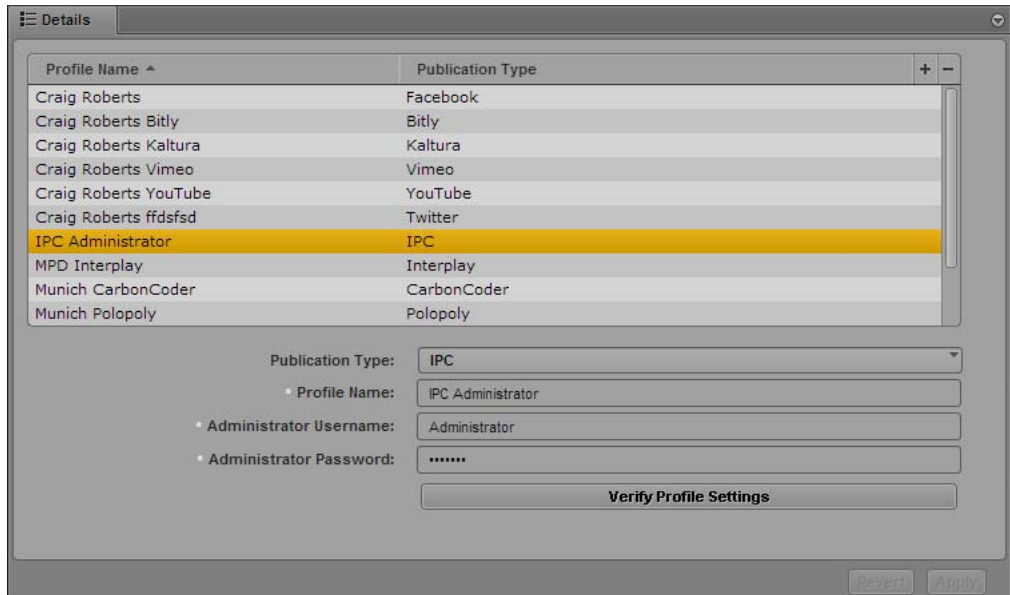 Details
Profile Name Publication Type + −
Craig Roberts Facebook
Craig Roberts Bitly Bitly
Craig Roberts Kaltura Kaltura
Craig Roberts Vimeo Vimeo
Craig Roberts YouTube YouTube
Craig Roberts ffdsfsd Twitter
IPC Administrator IPC
MPD Interplay Interplay
Munich CarbonCoder CarbonCoder
Munich Polopoly Polopoly
Publication Type: IPC
* Profile Name: IPC Administrator
* Administrator Username: Administrator
* Administrator Password: •••••••
Verify Profile Settings
Revert Apply